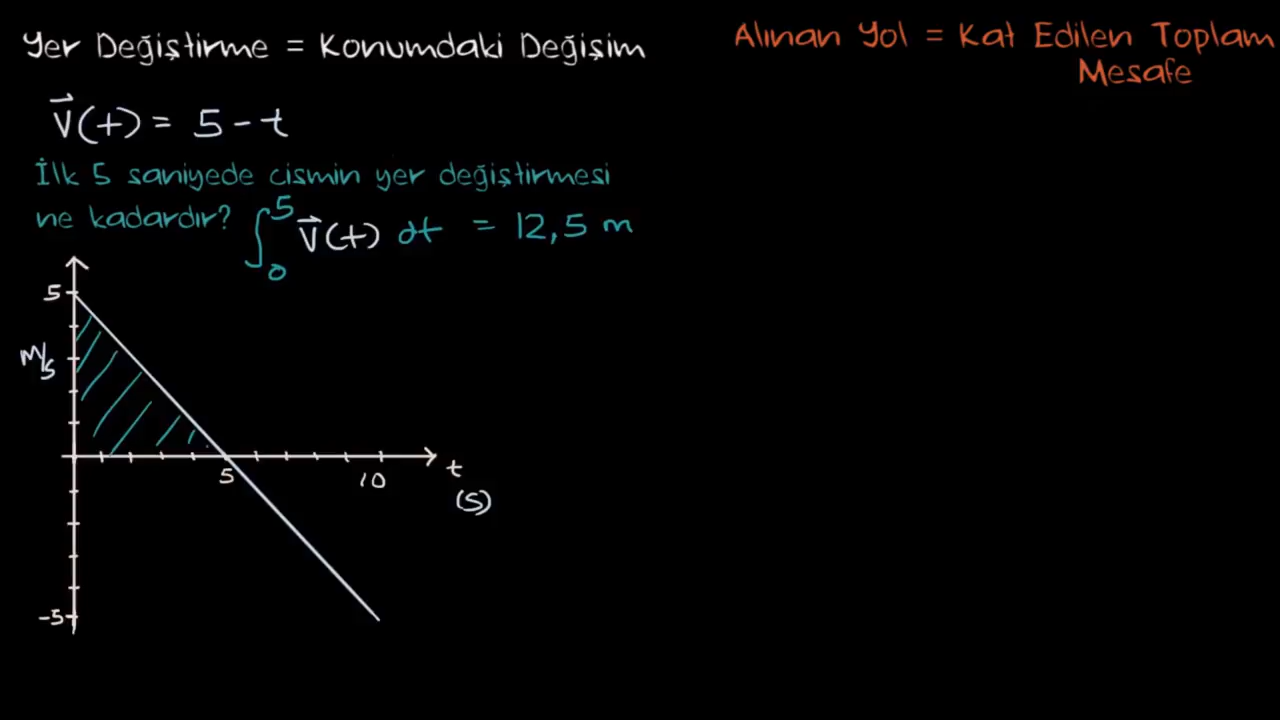 Yer Değiştirme = Konumdaki Değişim
Alınan Yol = Kat Edilen Toplam
Mesafe
v⃗(t) = 5 - t
İlk 5 saniyede cismin yer değiştirmesi
ne kadardır? ∫₀⁵ v⃗(t) dt = 12,5 m
5
M/s
5
10
t
(s)
-5